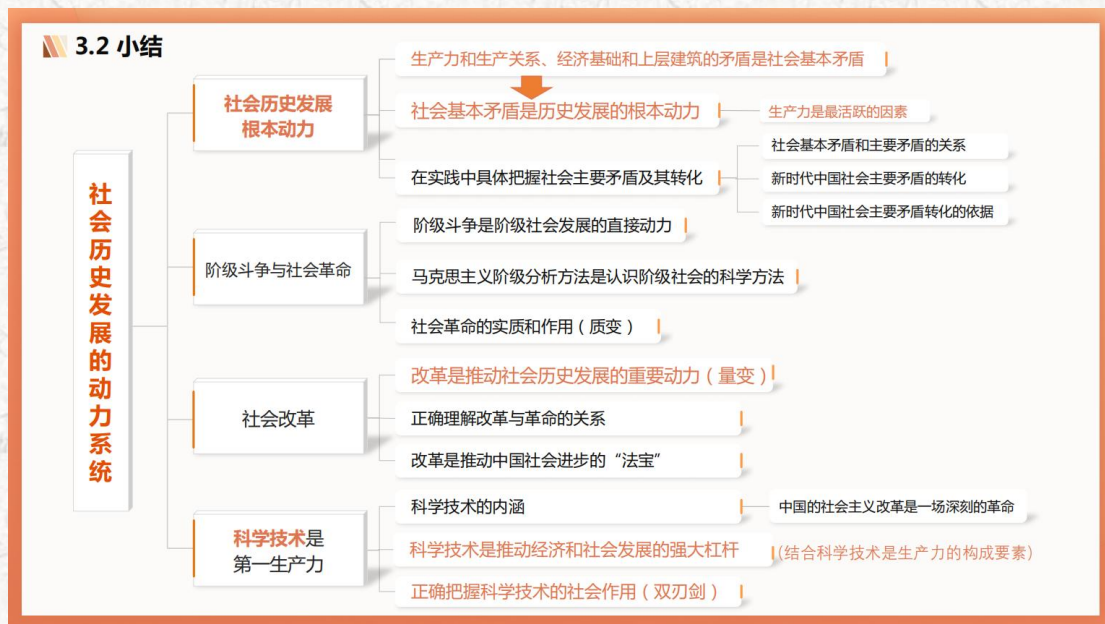 3.2 小结
社会历史发展的动力系统
社会历史发展
根本动力
生产力和生产关系、经济基础和上层建筑的矛盾是社会基本矛盾
社会基本矛盾是历史发展的根本动力
生产力是最活跃的因素
在实践中具体把握社会主要矛盾及其转化
社会基本矛盾和主要矛盾的关系
新时代中国社会主要矛盾的转化
新时代中国社会主要矛盾转化的依据
阶级斗争与社会革命
阶级斗争是阶级社会发展的直接动力
马克思主义阶级分析方法是认识阶级社会的科学方法
社会革命的实质和作用（质变）
社会改革
改革是推动社会历史发展的重要动力（量变）
正确理解改革与革命的关系
改革是推动中国社会进步的“法宝”
科学技术是
第一生产力
科学技术的内涵
中国的社会主义改革是一场深刻的革命
科学技术是推动经济和社会发展的强大杠杆
（结合科学技术是生产力的构成要素）
正确把握科学技术的社会作用（双刃剑）